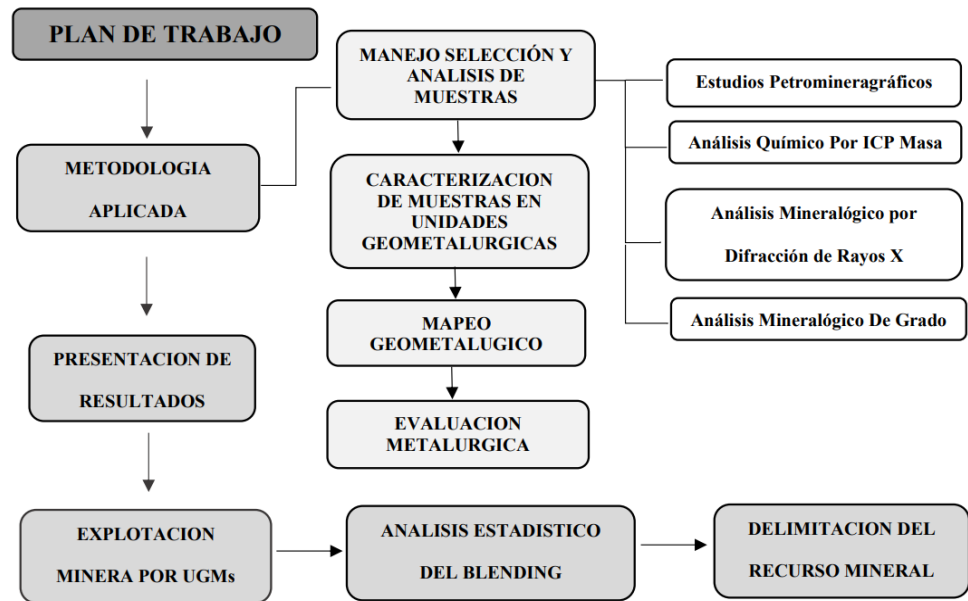 PLAN DE TRABAJO
METODOLOGIA
APLICADA
PRESENTACION DE
RESULTADOS
EXPLOTACION
MINERA POR UGMs
MANEJO SELECCIÓN Y
ANALISIS DE
MUESTRAS
CARACTERIZACION
DE MUESTRAS EN
UNIDADES
GEOMETALURGICAS
MAPEO
GEOMETALUGICO
EVALUACION
METALURGICA
Estudios Petromineragráficos
Análisis Químico Por ICP Masa
Análisis Mineralógico por
Difracción de Rayos X
Análisis Mineralógico De Grado
ANALISIS ESTADISTICO
DEL BLENDING
DELIMITACION DEL
RECURSO MINERAL